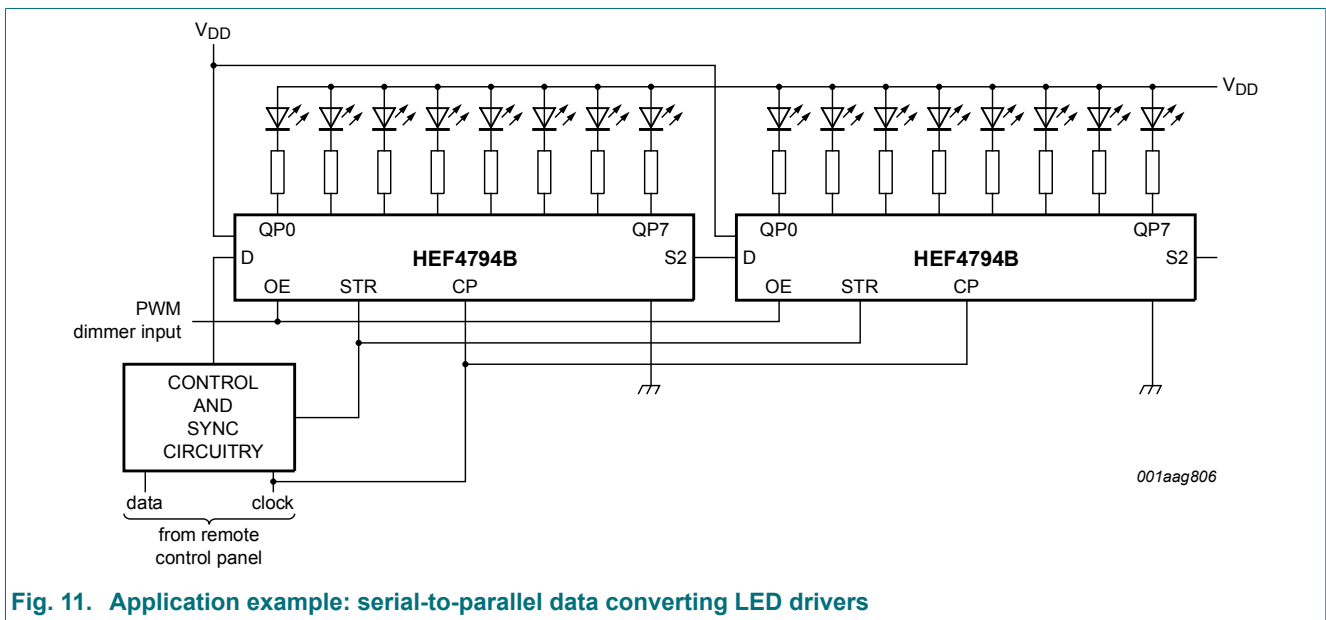 VDD
VDD
QP0 QP7
D HEF4794B S2
OE STR CP
QP0 QP7
D HEF4794B S2
OE STR CP
PWM
dimmer input
CONTROL
AND
SYNC
CIRCUITRY
data clock
from remote
control panel
001aag806
Fig. 11. Application example: serial-to-parallel data converting LED drivers